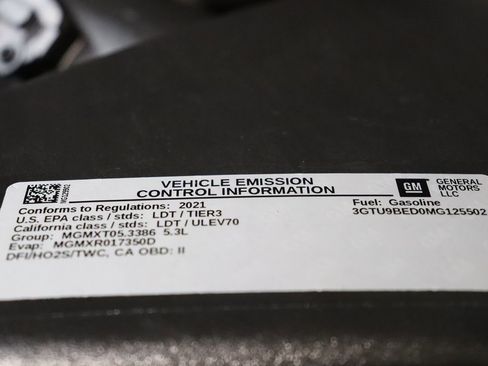 VEHICLE EMISSION
CONTROL INFORMATION
GM
GENERAL
MOTORS
LLC
Conforms to Regulations: 2021
U.S. EPA class / stds: LDT / TIER3
California class / stds: LDT / ULEV70
Group: MGMXT05.3386 5.3L
Evap: MGMXR017350D
DFI/HO2S/TWC, CA OBD: II
Fuel: Gasoline
3GTU9BED0MG125502